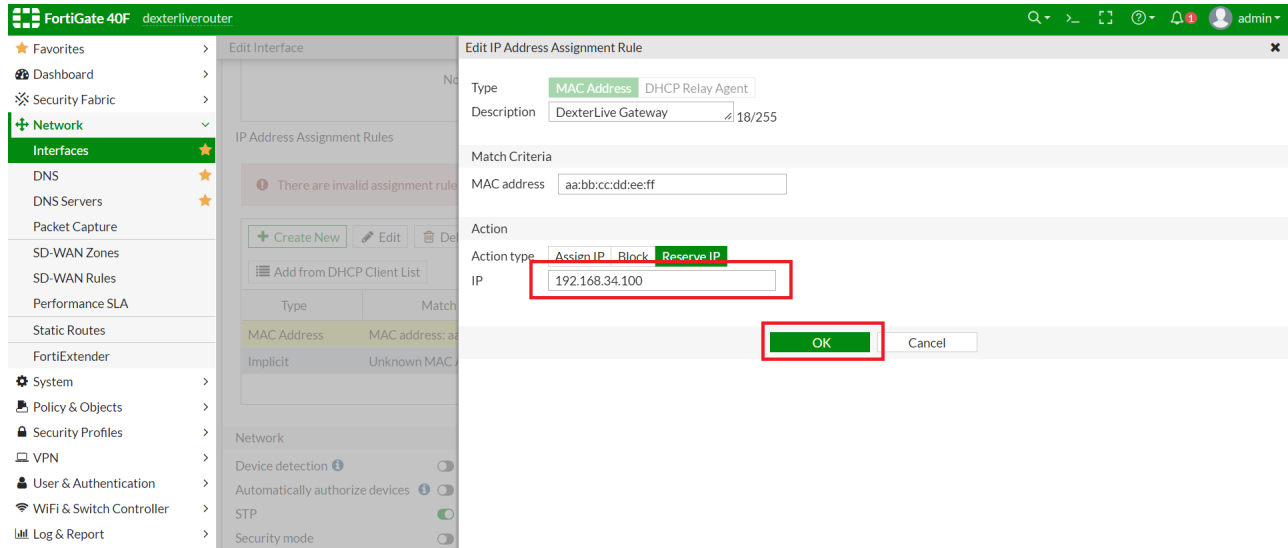 FortiGate 40F dexterliverouter
1
admin
Favorites
Dashboard
Security Fabric
Network
Interfaces
DNS
DNS Servers
Packet Capture
SD-WAN Zones
SD-WAN Rules
Performance SLA
Static Routes
FortiExtender
System
Policy & Objects
Security Profiles
VPN
User & Authentication
WiFi & Switch Controller
Log & Report
Edit Interface
No
IP Address Assignment Rules
There are invalid assignment rule
Create New Edit Del
Add from DHCP Client List
Type Match
MAC Address MAC address: aa
Implicit Unknown MAC A
Network
Device detection
Automatically authorize devices
STP
Security mode
Edit IP Address Assignment Rule
Type MAC Address DHCP Relay Agent
Description DexterLive Gateway 18/255
Match Criteria
MAC address aa:bb:cc:dd:ee:ff
Action
Action type Assign IP Block Reserve IP
IP 192.168.34.100
OK Cancel